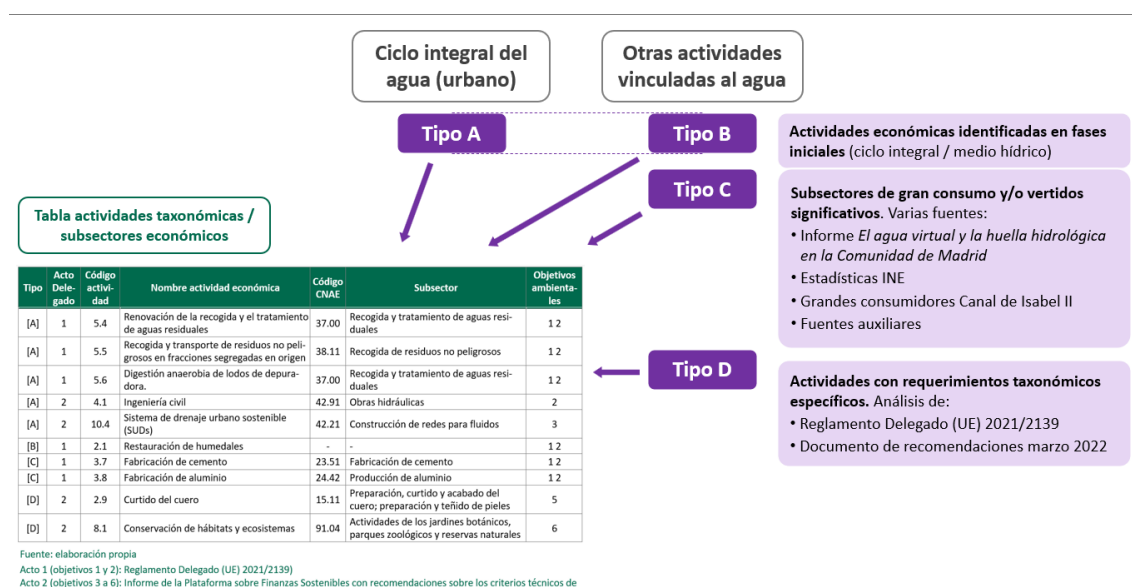 Ciclo integral del
agua (urbano)
Otras actividades
vinculadas al agua
Tipo A
Tipo B
Actividades económicas identificadas en fases
iniciales (ciclo integral / medio hídrico)
Tipo C
Subsectores de gran consumo y/o vertidos
significativos. Varias fuentes:
• Informe El agua virtual y la huella hidrológica
en la Comunidad de Madrid
• Estadísticas INE
• Grandes consumidores Canal de Isabel II
• Fuentes auxiliares
Tipo D
Actividades con requerimientos taxonómicos
específicos. Análisis de:
• Reglamento Delegado (UE) 2021/2139
• Documento de recomendaciones marzo 2022
Tabla actividades taxonómicas /
subsectores económicos
Tipo
Acto
Dele-
gado
Código
activi-
dad
Nombre actividad económica
Código
CNAE
Subsector
Objetivos
ambienta-
les
[A] 1 5.4 Renovación de la recogida y el tratamiento
de aguas residuales
37.00 Recogida y tratamiento de aguas resi-
duales
1 2
[A] 1 5.5 Recogida y transporte de residuos no peli-
grosos en fracciones segregadas en origen
38.11 Recogida de residuos no peligrosos 1 2
[A] 1 5.6 Digestión anaerobia de lodos de depura-
dora.
37.00 Recogida y tratamiento de aguas resi-
duales
1 2
[A] 2 4.1 Ingeniería civil 42.91 Obras hidráulicas 2
[A] 2 10.4 Sistema de drenaje urbano sostenible
(SUDs)
42.21 Construcción de redes para fluidos 3
[B] 1 2.1 Restauración de humedales - - 1 2
[C] 1 3.7 Fabricación de cemento 23.51 Fabricación de cemento 1 2
[C] 1 3.8 Fabricación de aluminio 24.42 Producción de aluminio 1 2
[D] 2 2.9 Curtido del cuero 15.11 Preparación, curtido y acabado del
cuero; preparación y teñido de pieles
5
[D] 2 8.1 Conservación de hábitats y ecosistemas 91.04 Actividades de los jardines botánicos,
parques zoológicos y reservas naturales
6
Fuente: elaboración propia
Acto 1 (objetivos 1 y 2): Reglamento Delegado (UE) 2021/2139)
Acto 2 (objetivos 3 a 6): Informe de la Plataforma sobre Finanzas Sostenibles con recomendaciones sobre los criterios técnicos de